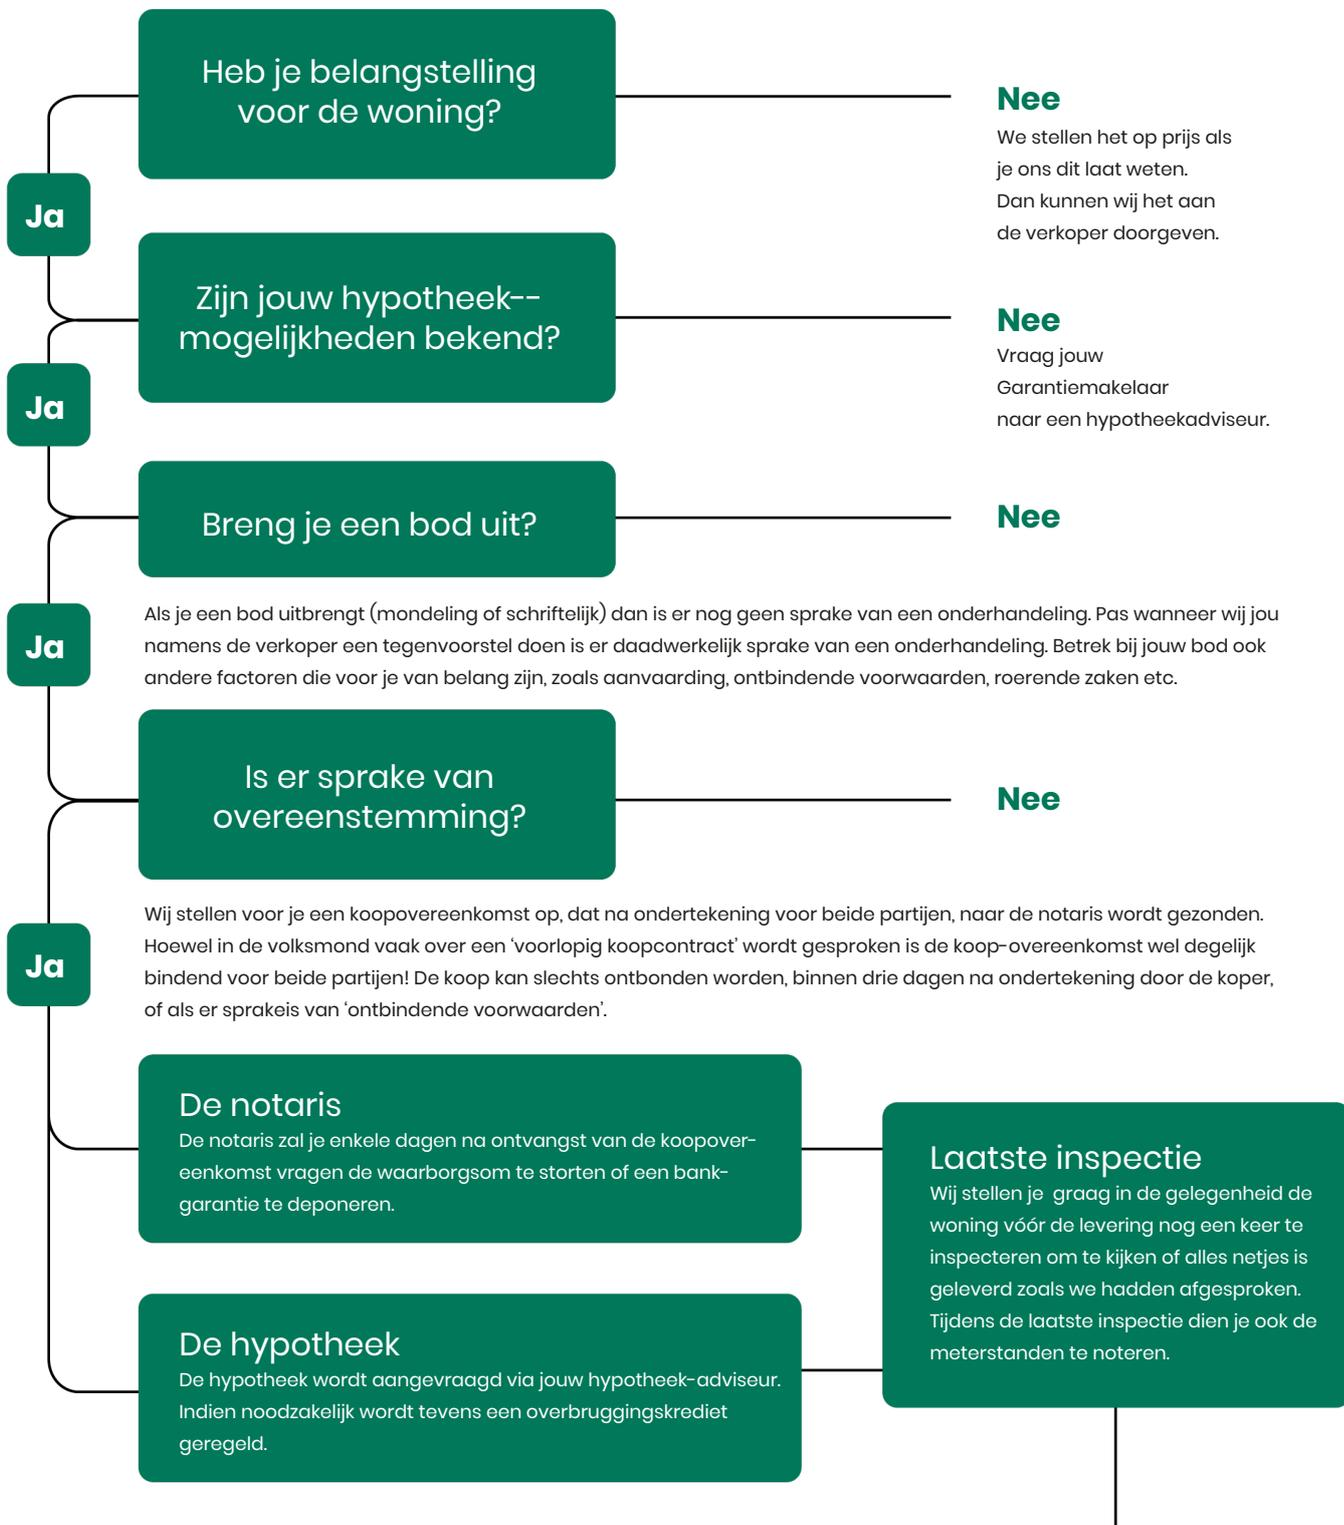 Heb je belangstelling
voor de woning?
Nee
We stellen het op prijs als
je ons dit laat weten.
Dan kunnen wij het aan
de verkoper doorgeven.
Ja
Zijn jouw hypotheek--
mogelijkheden bekend?
Nee
Vraag jouw
Garantiemakelaar
naar een hypotheekadviseur.
Ja
Breng je een bod uit?
Nee
Ja
Als je een bod uitbrengt (mondeling of schriftelijk) dan is er nog geen sprake van een onderhandeling. Pas wanneer wij jou
namens de verkoper een tegenvoorstel doen is er daadwerkelijk sprake van een onderhandeling. Betrek bij jouw bod ook
andere factoren die voor je van belang zijn, zoals aanvaarding, ontbindende voorwaarden, roerende zaken etc.
Is er sprake van
overeenstemming?
Nee
Ja
Wij stellen voor je een koopovereenkomst op, dat na ondertekening voor beide partijen, naar de notaris wordt gezonden.
Hoewel in de volksmond vaak over een ‘voorlopig koopcontract’ wordt gesproken is de koop-overeenkomst wel degelijk
bindend voor beide partijen! De koop kan slechts ontbonden worden, binnen drie dagen na ondertekening door de koper,
of als er sprakeis van ‘ontbindende voorwaarden’.
De notaris
De notaris zal je enkele dagen na ontvangst van de koopover-
eenkomst vragen de waarborgsom te storten of een bank-
garantie te deponeren.
Laatste inspectie
Wij stellen je  graag in de gelegenheid de
woning vóór de levering nog een keer te
inspecteren om te kijken of alles netjes is
geleverd zoals we hadden afgesproken.
Tijdens de laatste inspectie dien je ook de
meterstanden te noteren.
De hypotheek
De hypotheek wordt aangevraagd via jouw hypotheek-adviseur.
Indien noodzakelijk wordt tevens een overbruggingskrediet
geregeld.